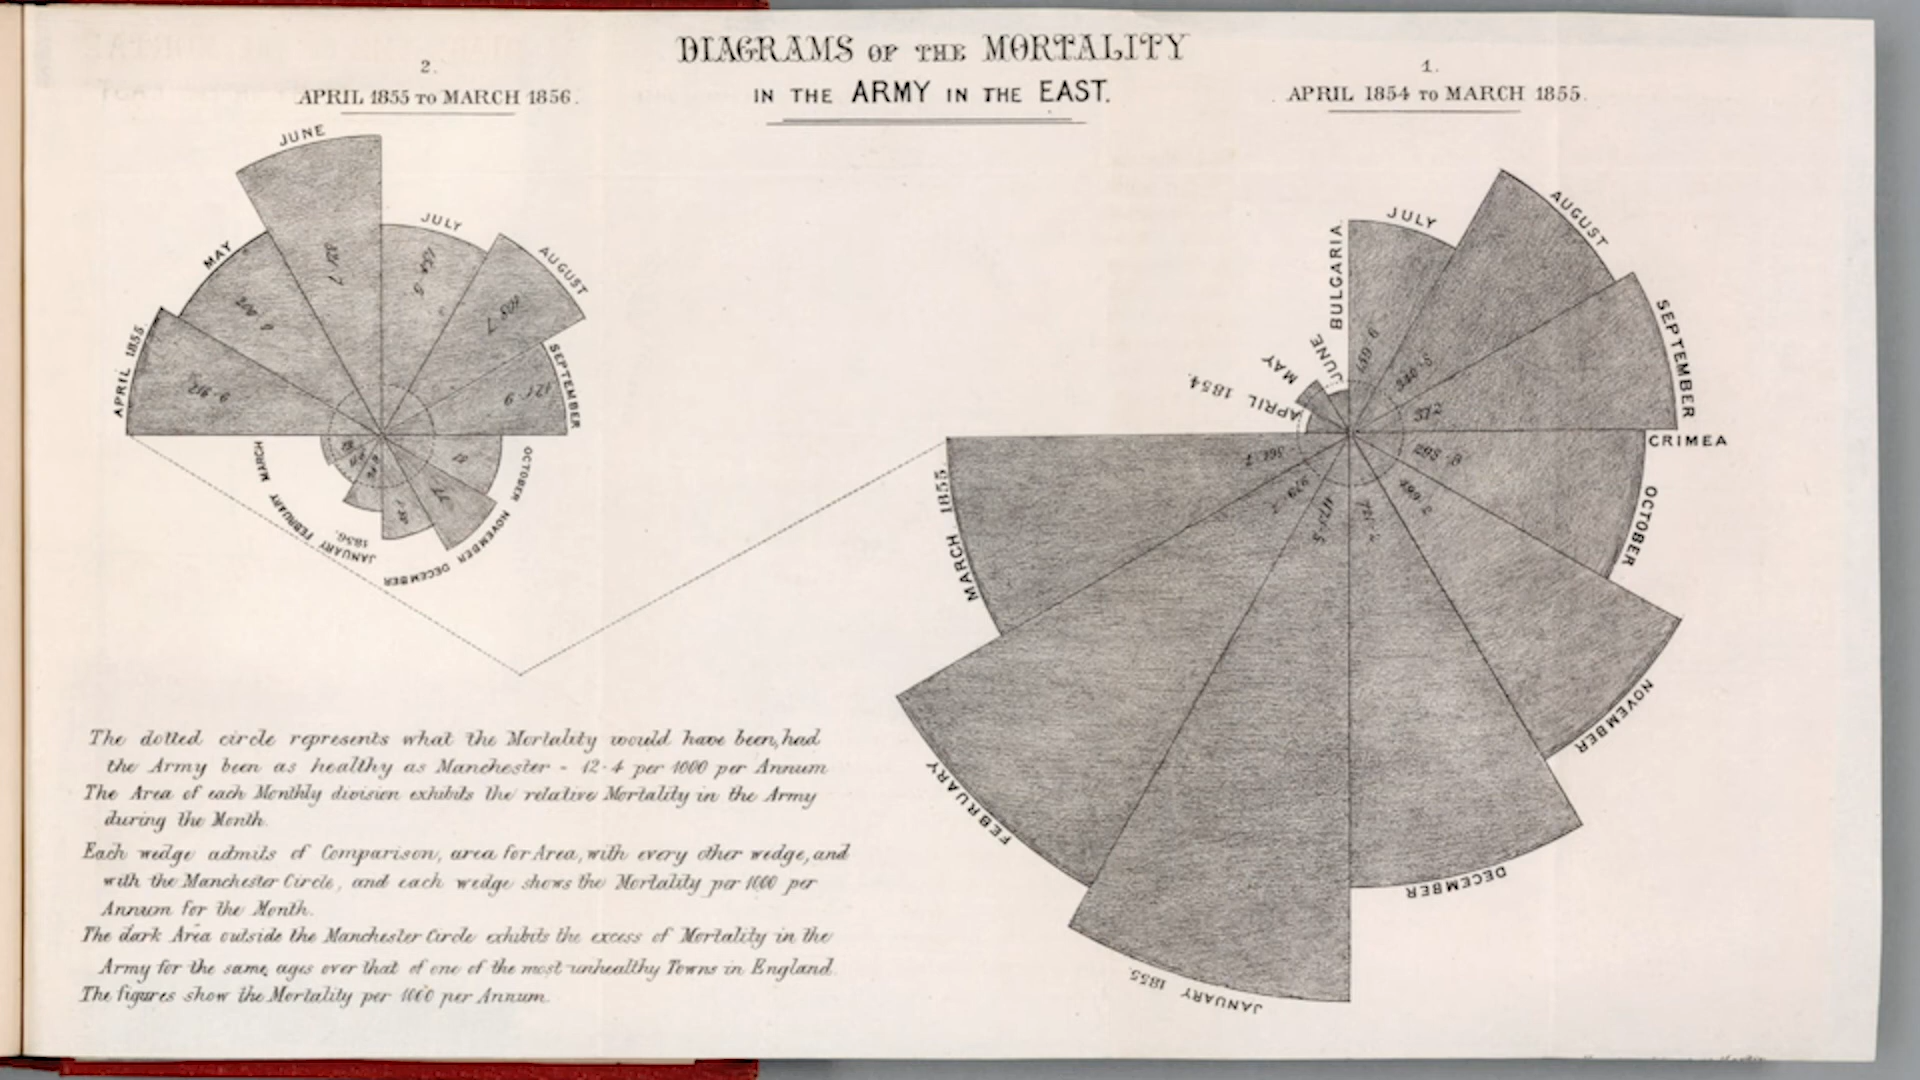 DIAGRAMS OF THE MORTALITY
IN THE ARMY IN THE EAST.
2.
APRIL 1855 TO MARCH 1856.
1.
APRIL 1854 TO MARCH 1855.
APRIL 1855
MAY
JUNE
JULY
AUGUST
SEPTEMBER
OCTOBER
NOVEMBER
DECEMBER
JANUARY 1856.
FEBRUARY
MARCH
APRIL 1854.
MAY
JUNE
BULGARIA
JULY
AUGUST
SEPTEMBER
CRIMEA
OCTOBER
NOVEMBER
DECEMBER
JANUARY 1855.
FEBRUARY
MARCH 1855
The dotted circle represents what the Mortality would have been, had
the Army been as healthy as Manchester - 12.4 per 1000 per Annum
The Area of each Monthly division exhibits the relative Mortality in the Army
during the Month.
Each wedge admits of Comparison, area for Area, with every other wedge, and
with the Manchester Circle, and each wedge shows the Mortality per 1000 per
Annum for the Month.
The dark Area outside the Manchester Circle exhibits the excess of Mortality in the
Army for the same ages over that of one of the most unhealthy Towns in England.
The figures show the Mortality per 1000 per Annum.